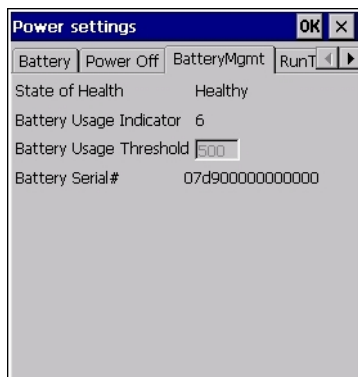 Power settings OK ×
Battery Power Off BatteryMgmt RunT
State of Health Healthy
Battery Usage Indicator 6
Battery Usage Threshold 500
Battery Serial# 07d900000000000